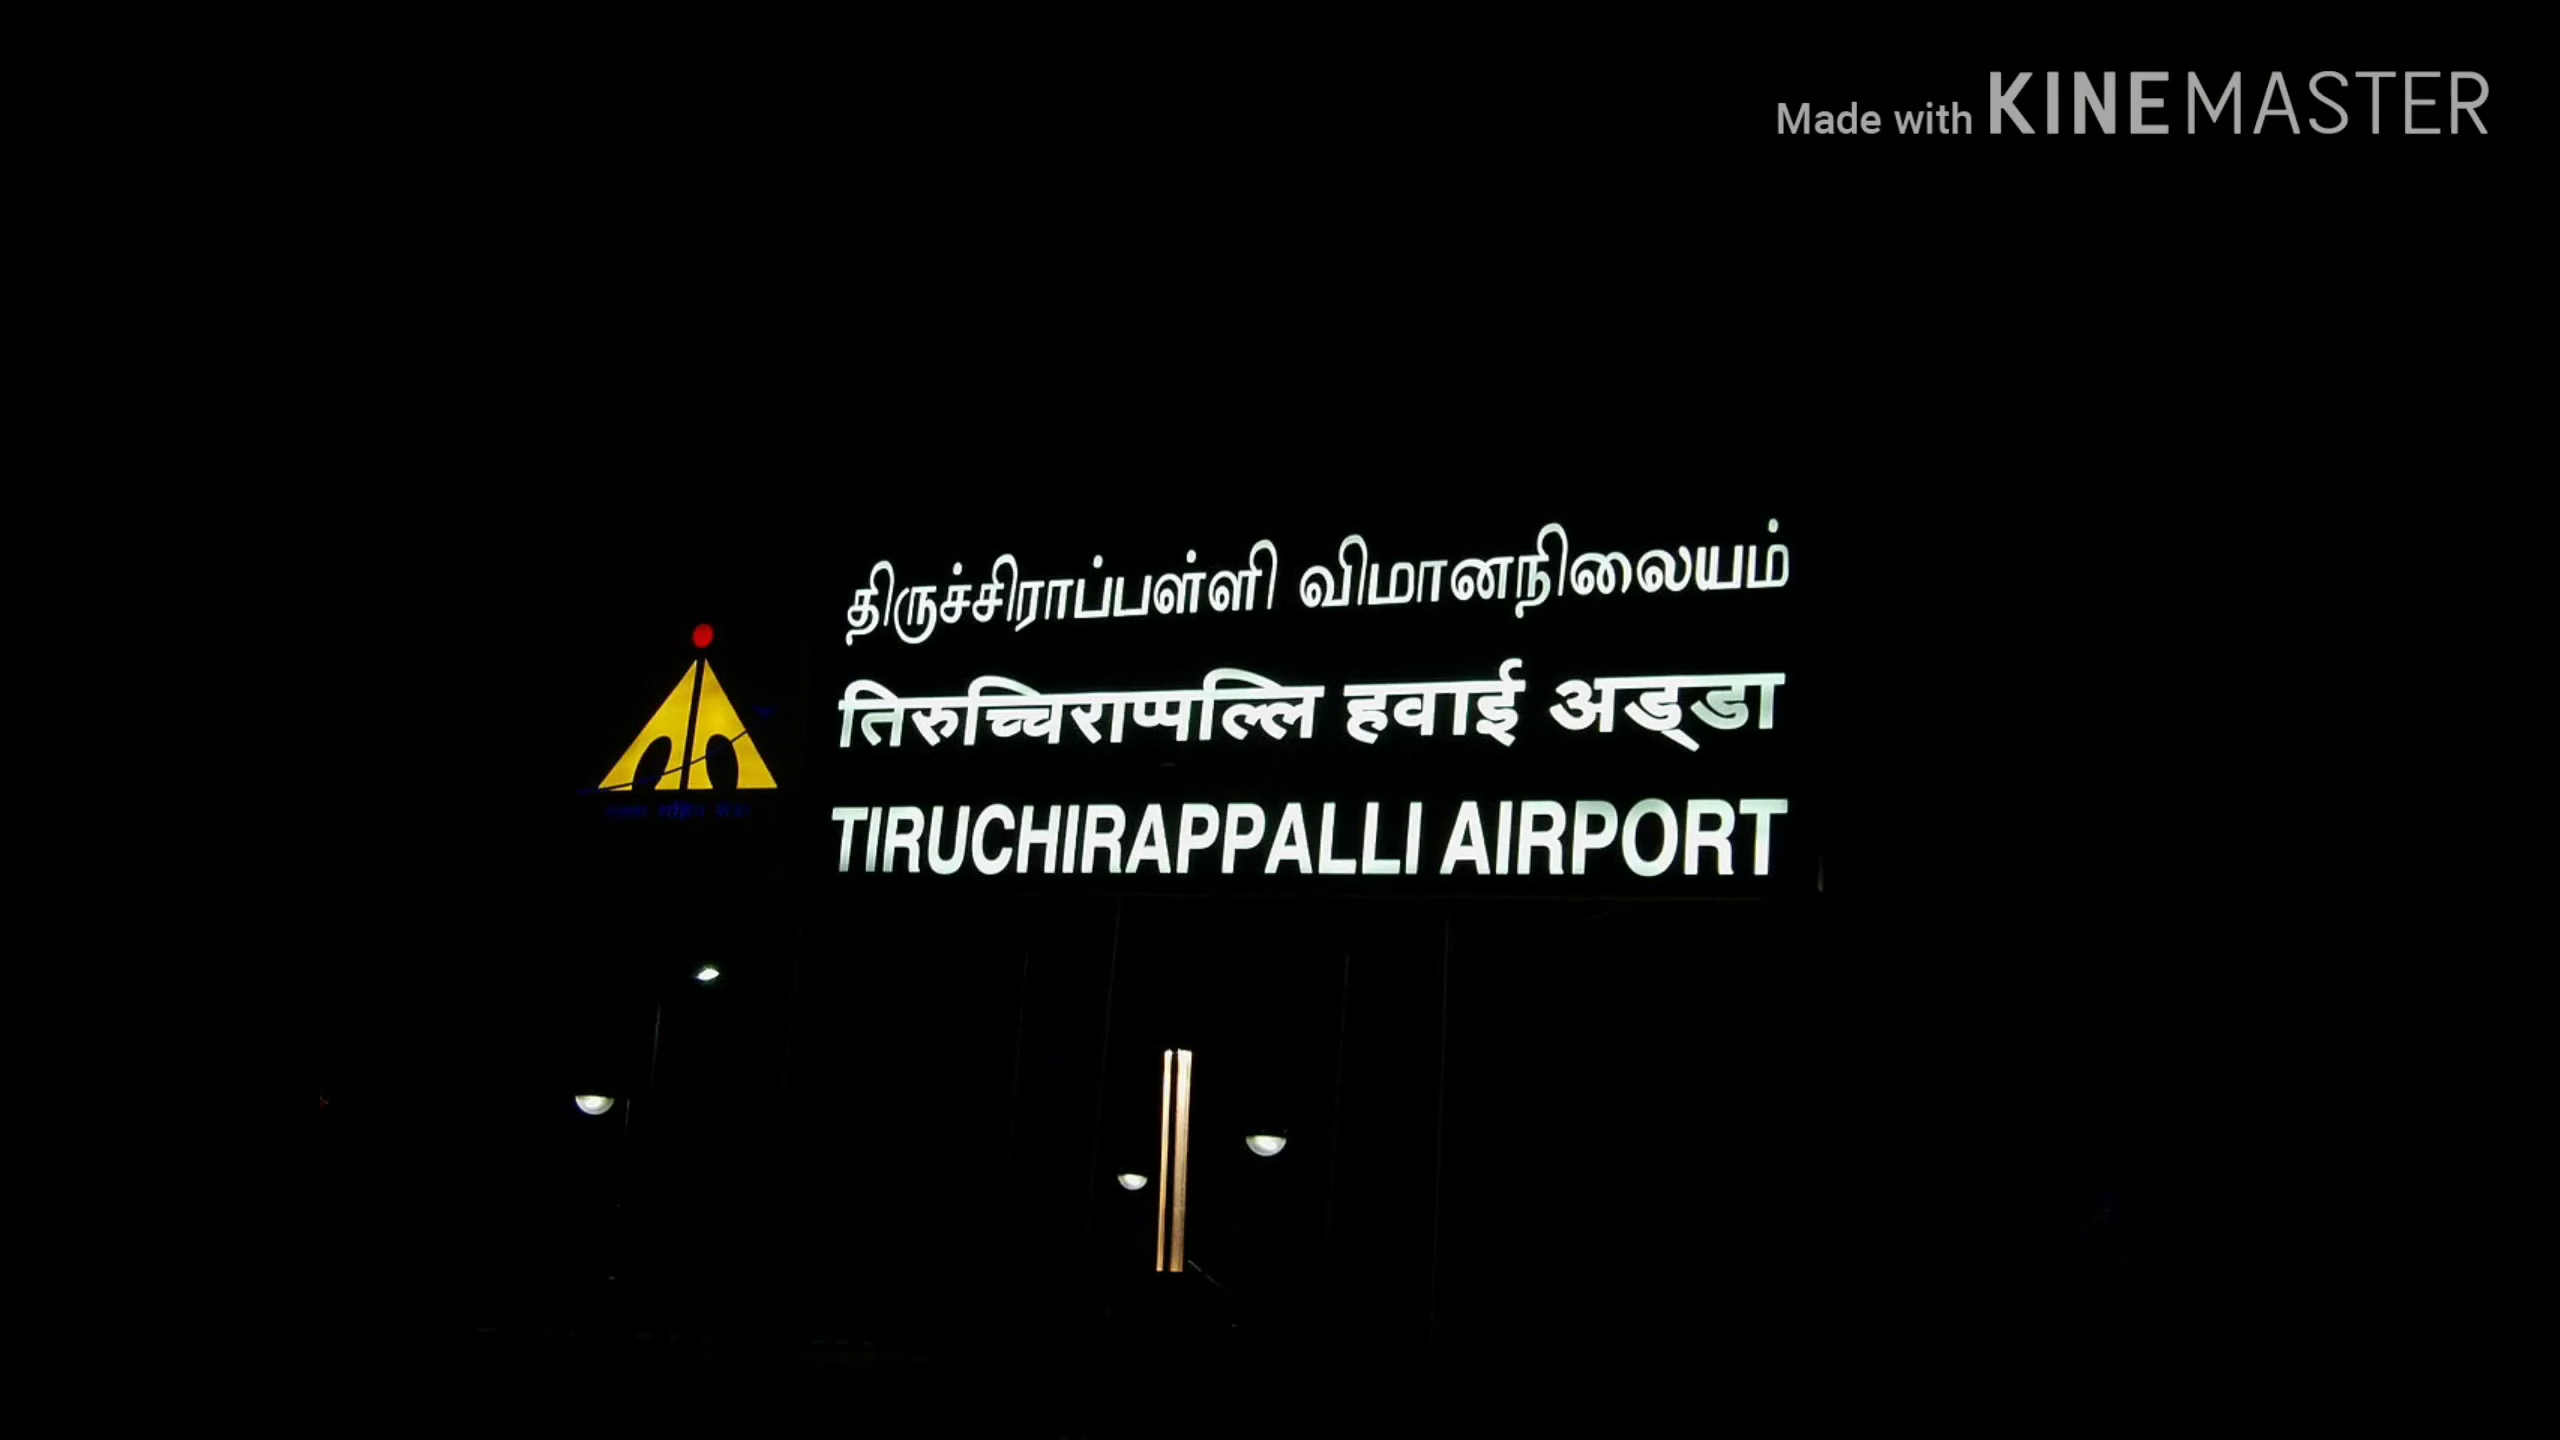 Made with KINEMASTER
திருச்சிராப்பள்ளி விமானநிலையம்
तिरुच्चिराप्पल्लि हवाई अड्डा
TIRUCHIRAPPALLI AIRPORT